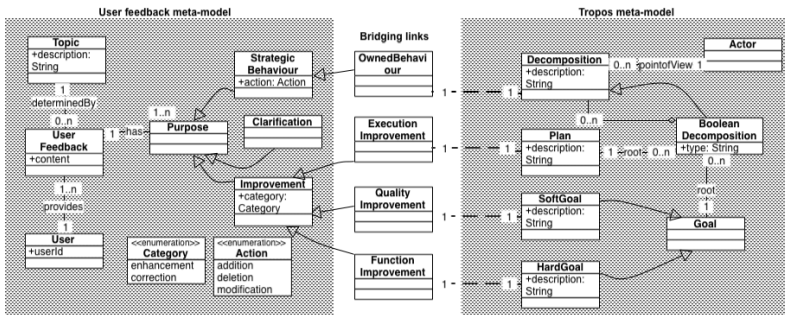 User feedback meta-model
Topic
+description:
String
1
determinedBy
0..n
User
Feedback
+content
1
has
1..n
Purpose
1..n
provides
1
User
+userId
Strategic
Behaviour
+action: Action
Clarification
Improvement
+category:
Category
<<enumeration>>
Category
enhancement
correction
<<enumeration>>
Action
addition
deletion
modification
Bridging links
OwnedBehavi
our
1
1
Execution
Improvement
1
1
Quality
Improvement
1
1
Function
Improvement
1
1
Tropos meta-model
Decomposition
+description:
String
0..n
pointofView
1
Actor
0..n
Boolean
Decomposition
+type: String
Plan
+description:
String
1
root
0..n
0..n
root
1
SoftGoal
+description:
String
Goal
HardGoal
+description:
String